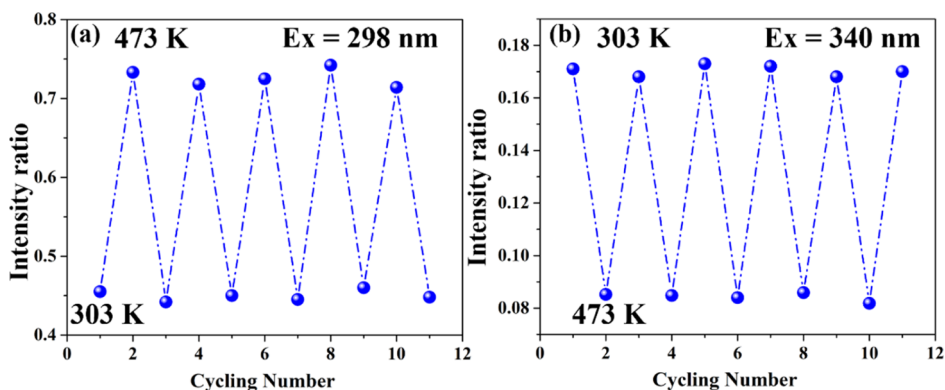 (a) 473 K Ex = 298 nm
Intensity ratio
0.8
0.7
0.6
0.5
0.4
303 K
0 2 4 6 8 10 12
Cycling Number
(b) 303 K Ex = 340 nm
Intensity ratio
0.18
0.16
0.14
0.12
0.10
0.08
473 K
0 2 4 6 8 10 12
Cycling Number